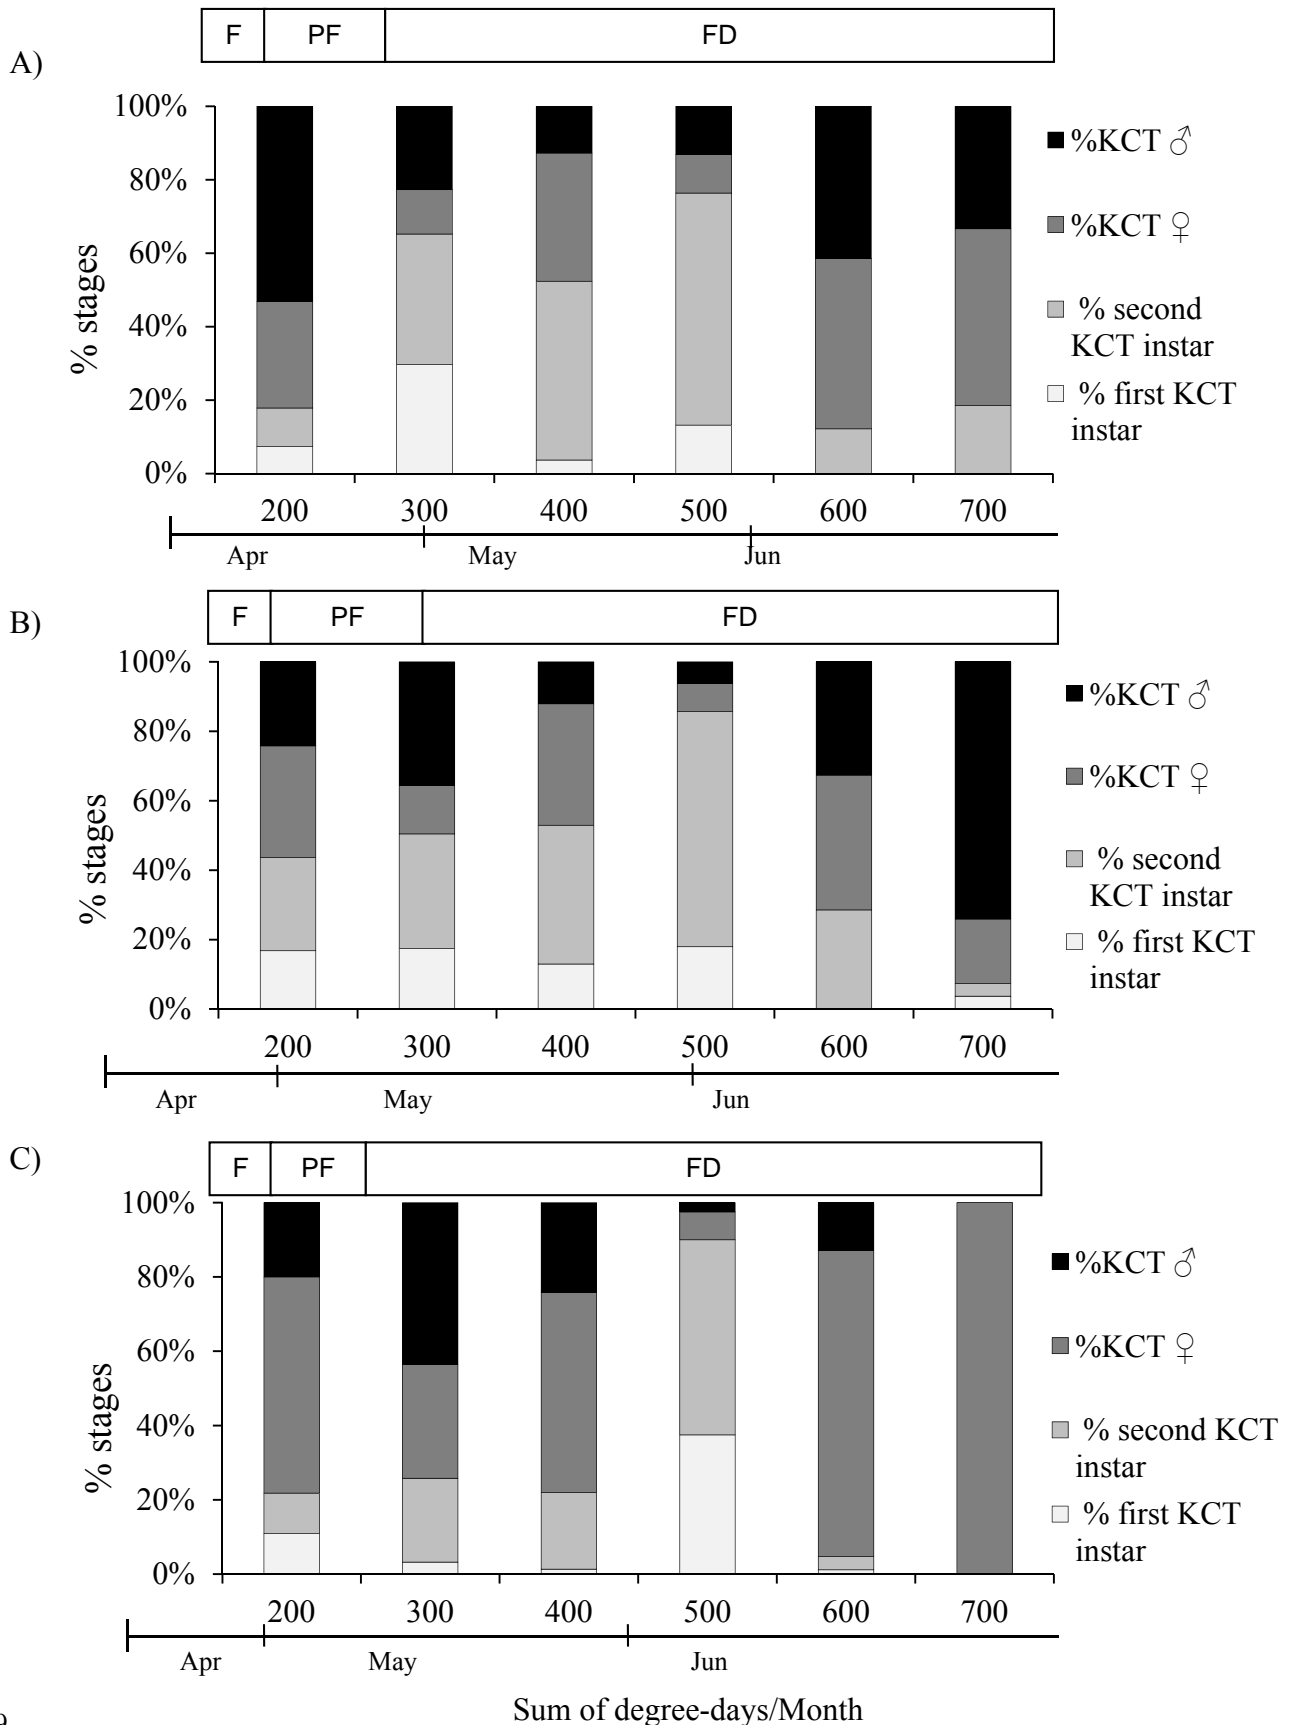 F PF FD
A)
100%
80%
60%
40%
20%
0%
% stages
%KCT ♂
%KCT ♀
% second
KCT instar
% first KCT
instar
200 300 400 500 600 700
Apr May Jun
F PF FD
B)
100%
80%
60%
40%
20%
0%
% stages
%KCT ♂
%KCT ♀
% second
KCT instar
% first KCT
instar
200 300 400 500 600 700
Apr May Jun
F PF FD
C)
100%
80%
60%
40%
20%
0%
% stages
%KCT ♂
%KCT ♀
% second KCT
instar
% first KCT
instar
200 300 400 500 600 700
Apr May Jun
Sum of degree-days/Month